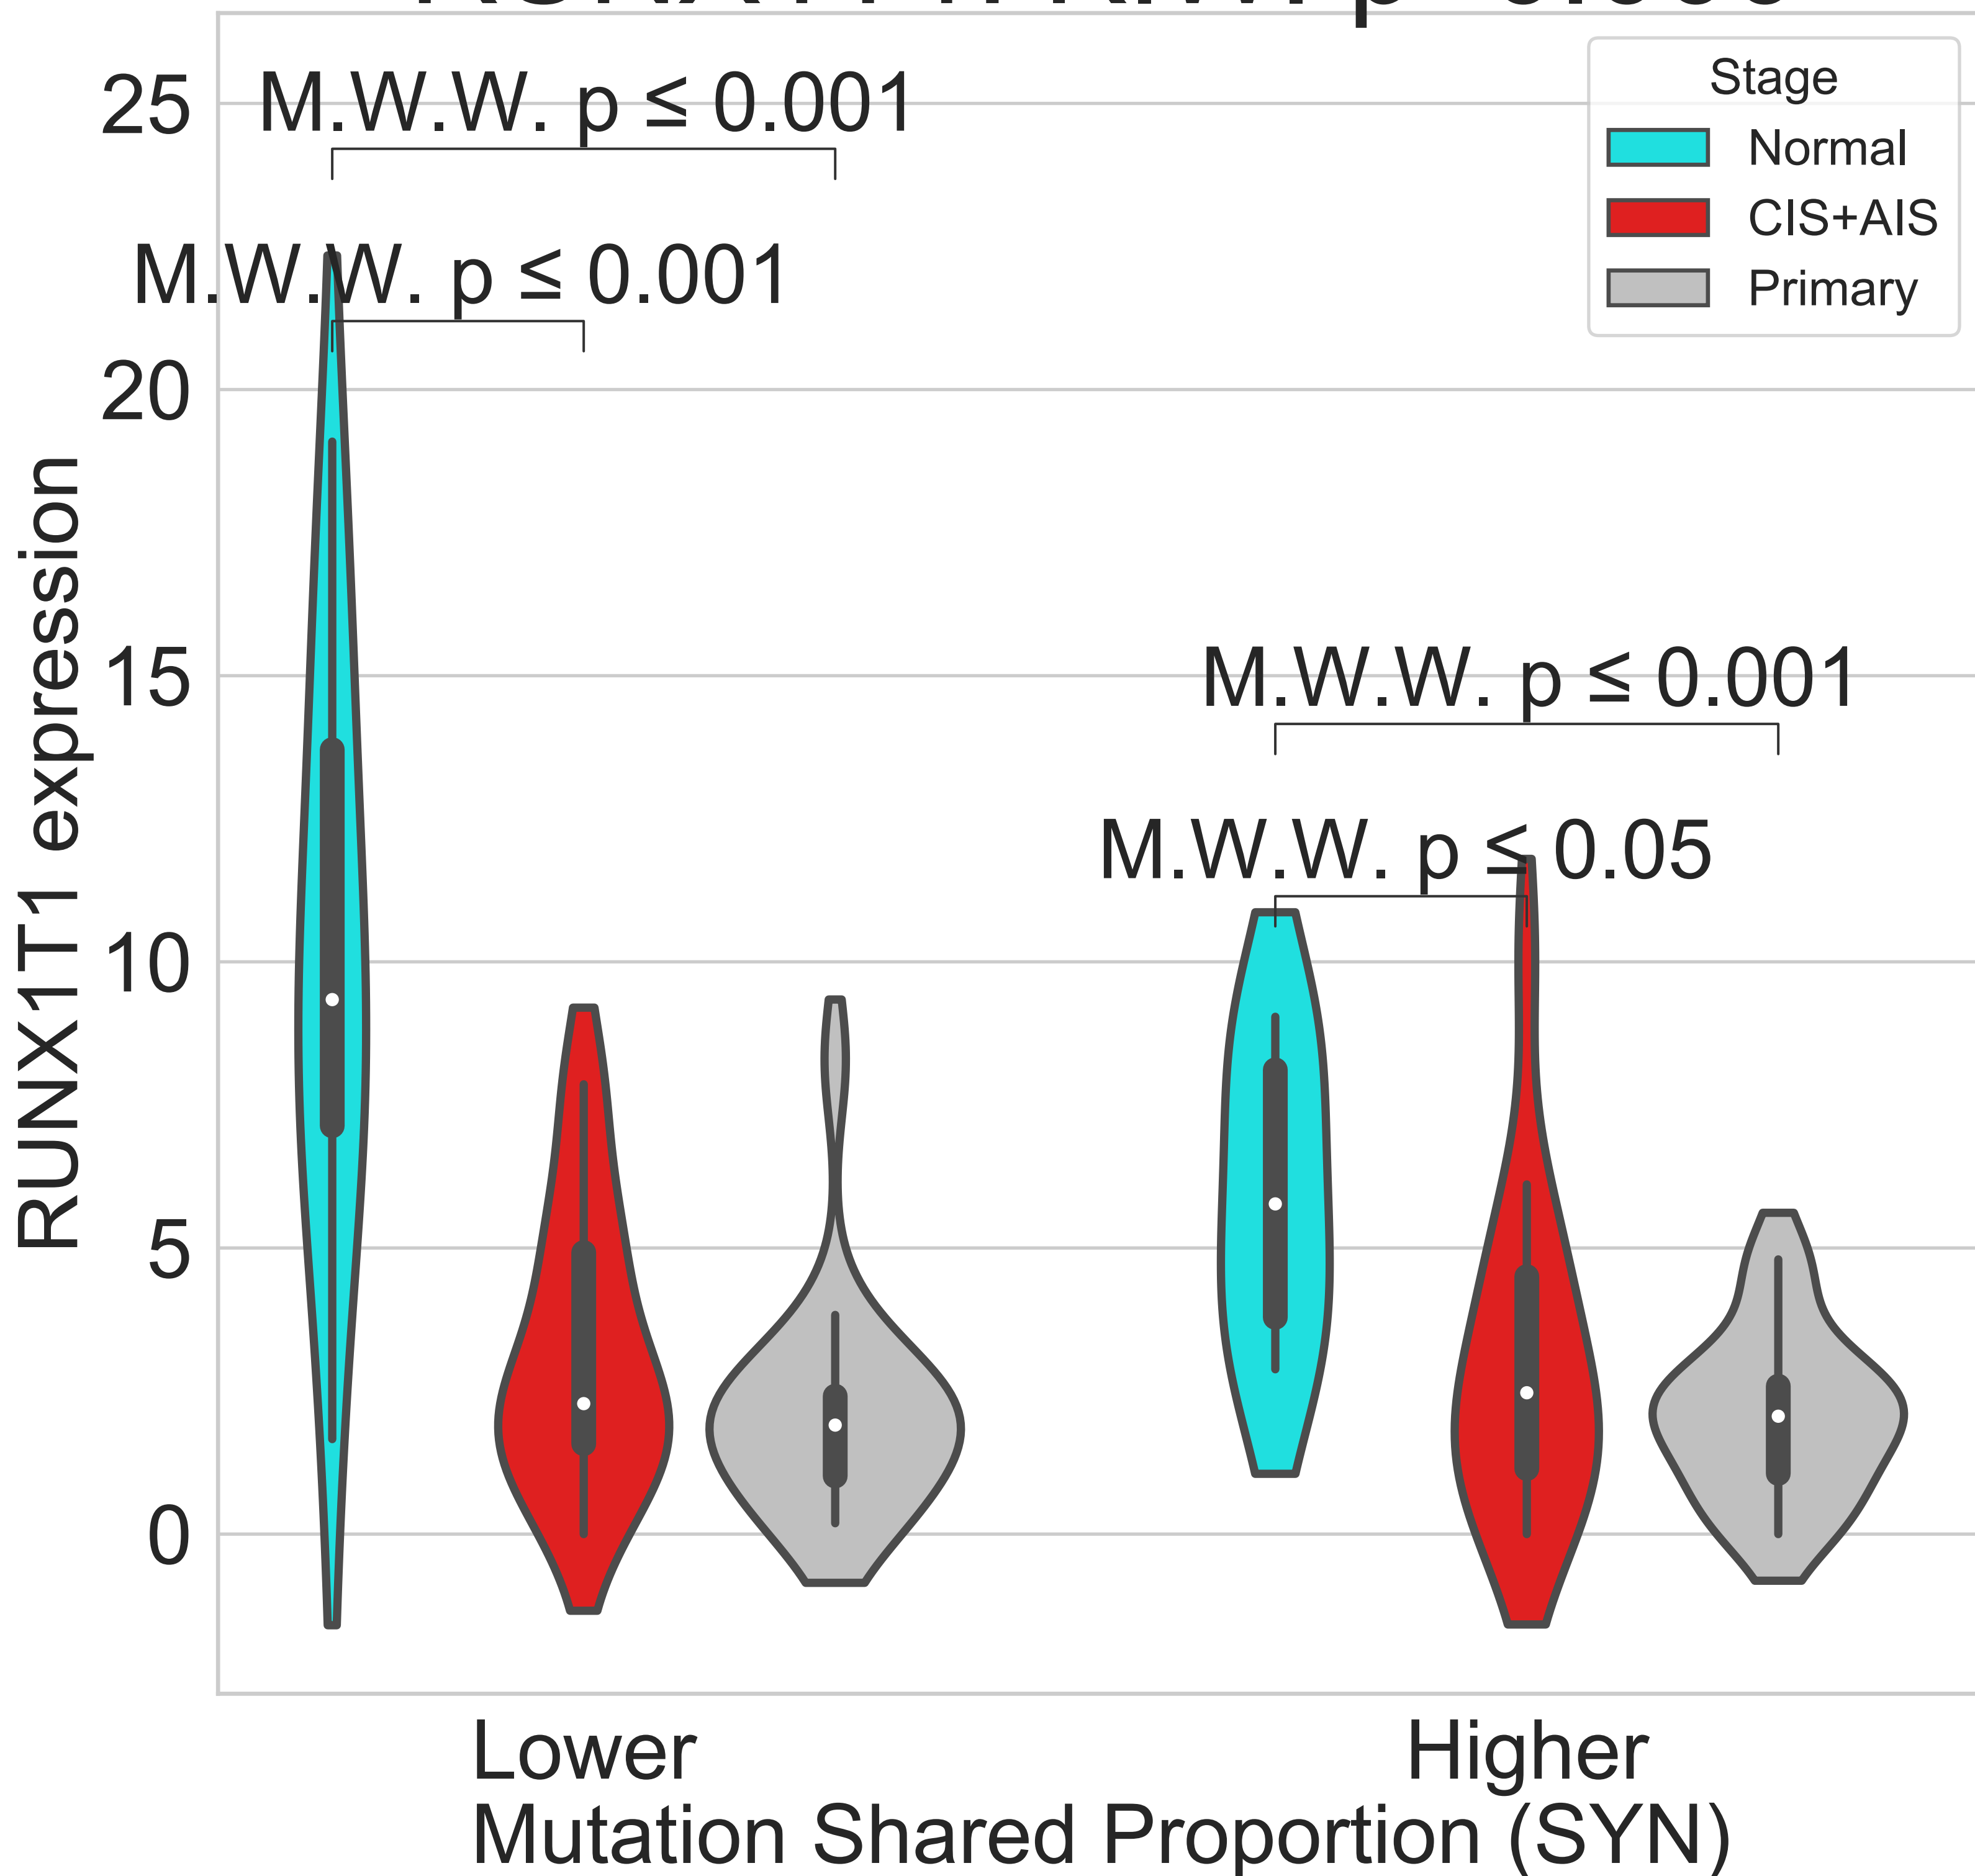 25
20
15
10
5
0
RUNX1T1 expression
M.W.W. p ≤ 0.001
M.W.W. p ≤ 0.001
M.W.W. p ≤ 0.001
M.W.W. p ≤ 0.05
Stage
Normal
CIS+AIS
Primary
Lower
Higher
Mutation Shared Proportion (SYN)